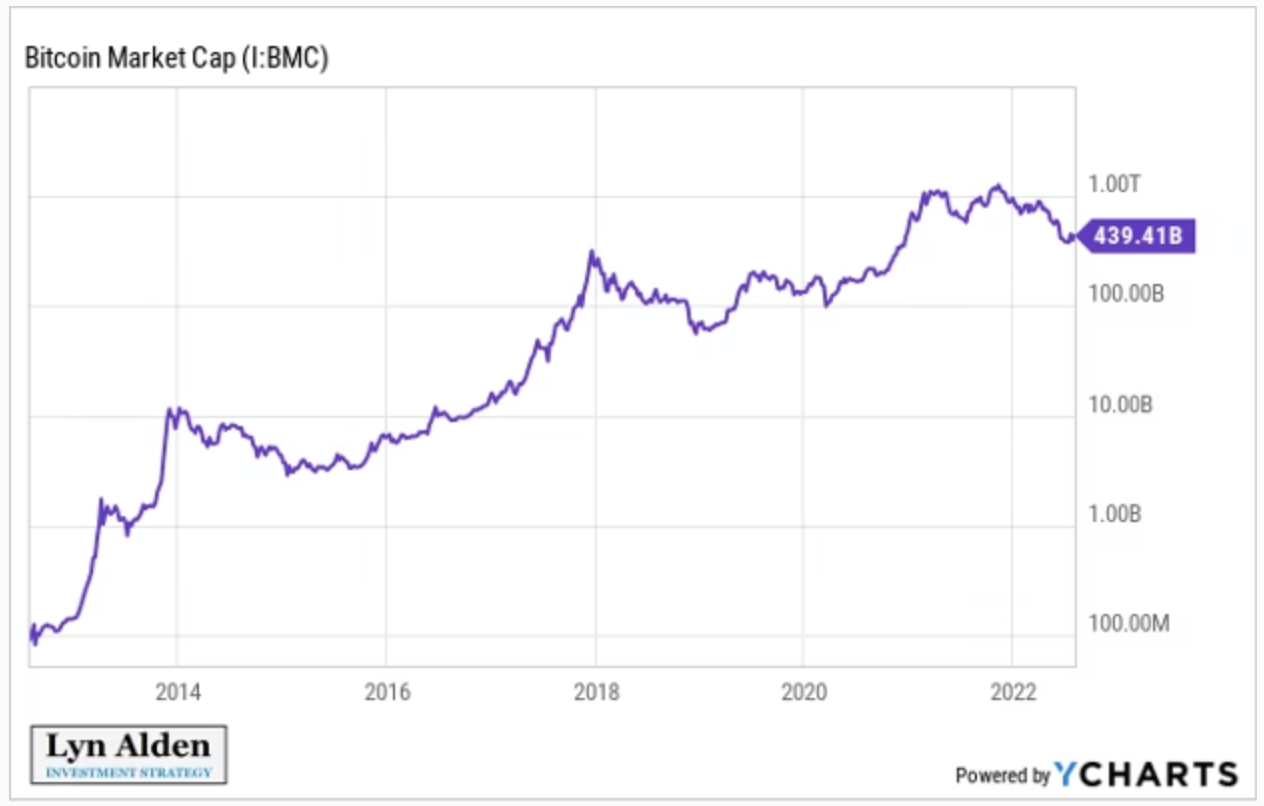 Bitcoin Market Cap (I:BMC)
1.00T
439.41B
100.00B
10.00B
1.00B
100.00M
2014 2016 2018 2020 2022
Lyn Alden
INVESTMENT STRATEGY
Powered by YCHARTS